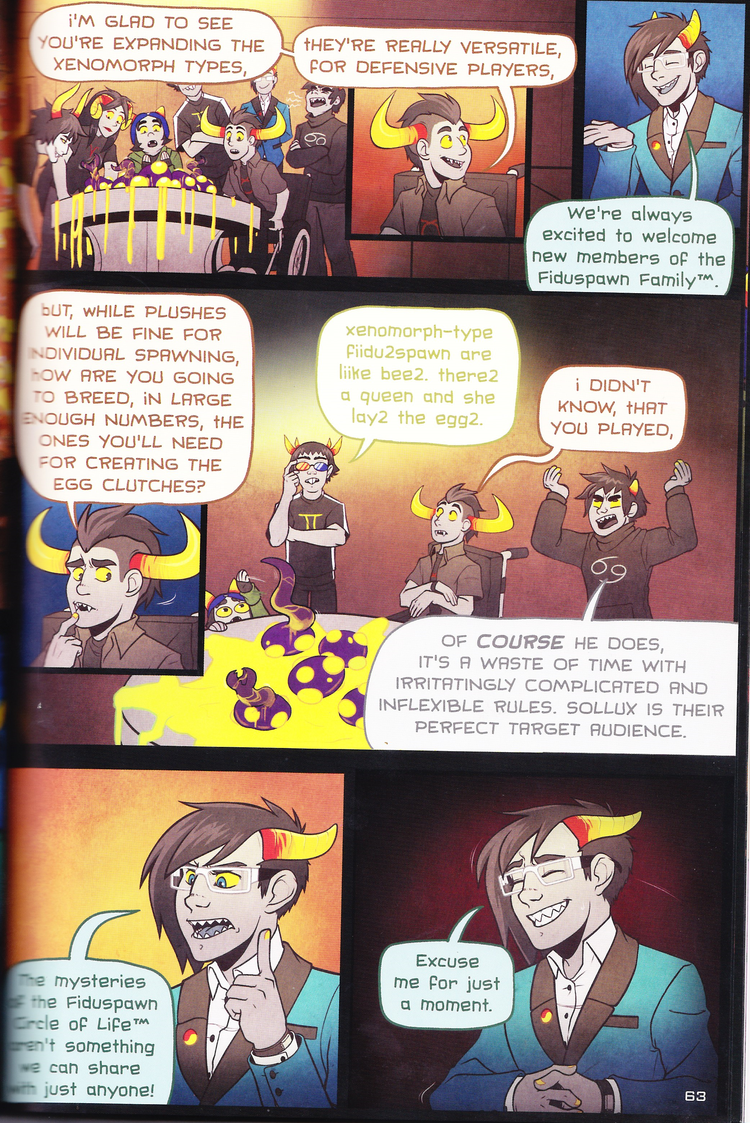 i'M GLAD TO SEE
YOU'RE EXPANDING THE
XENOMORPH TYPES,
tHEY'RE REALLY VERSATILE,
fOR DEFENSIVE PLAYERS,
We're always
excited to welcome
new members of the
Fiduspawn Family™.
bUT, WHILE PLUSHES
WILL BE FINE FOR
INDIVIDUAL SPAWNING,
hOW ARE YOU GOING
TO BREED, iN LARGE
ENOUGH NUMBERS, tHE
ONES YOU'LL NEED
FOR CREATING THE
EGG CLUTCHES?
xenomorph-type
fiidu2spawn are
liike bee2. there2
a queen and she
lay2 the egg2.
i DIDN'T
KNOW, tHAT
YOU PLAYED,
OF COURSE HE DOES,
IT'S A WASTE OF TIME WITH
IRRITATINGLY COMPLICATED AND
INFLEXIBLE RULES. SOLLUX IS THEIR
PERFECT TARGET AUDIENCE.
The mysteries
of the Fiduspawn
Circle of Life™
aren't something
we can share
with just anyone!
Excuse
me for just
a moment.
63